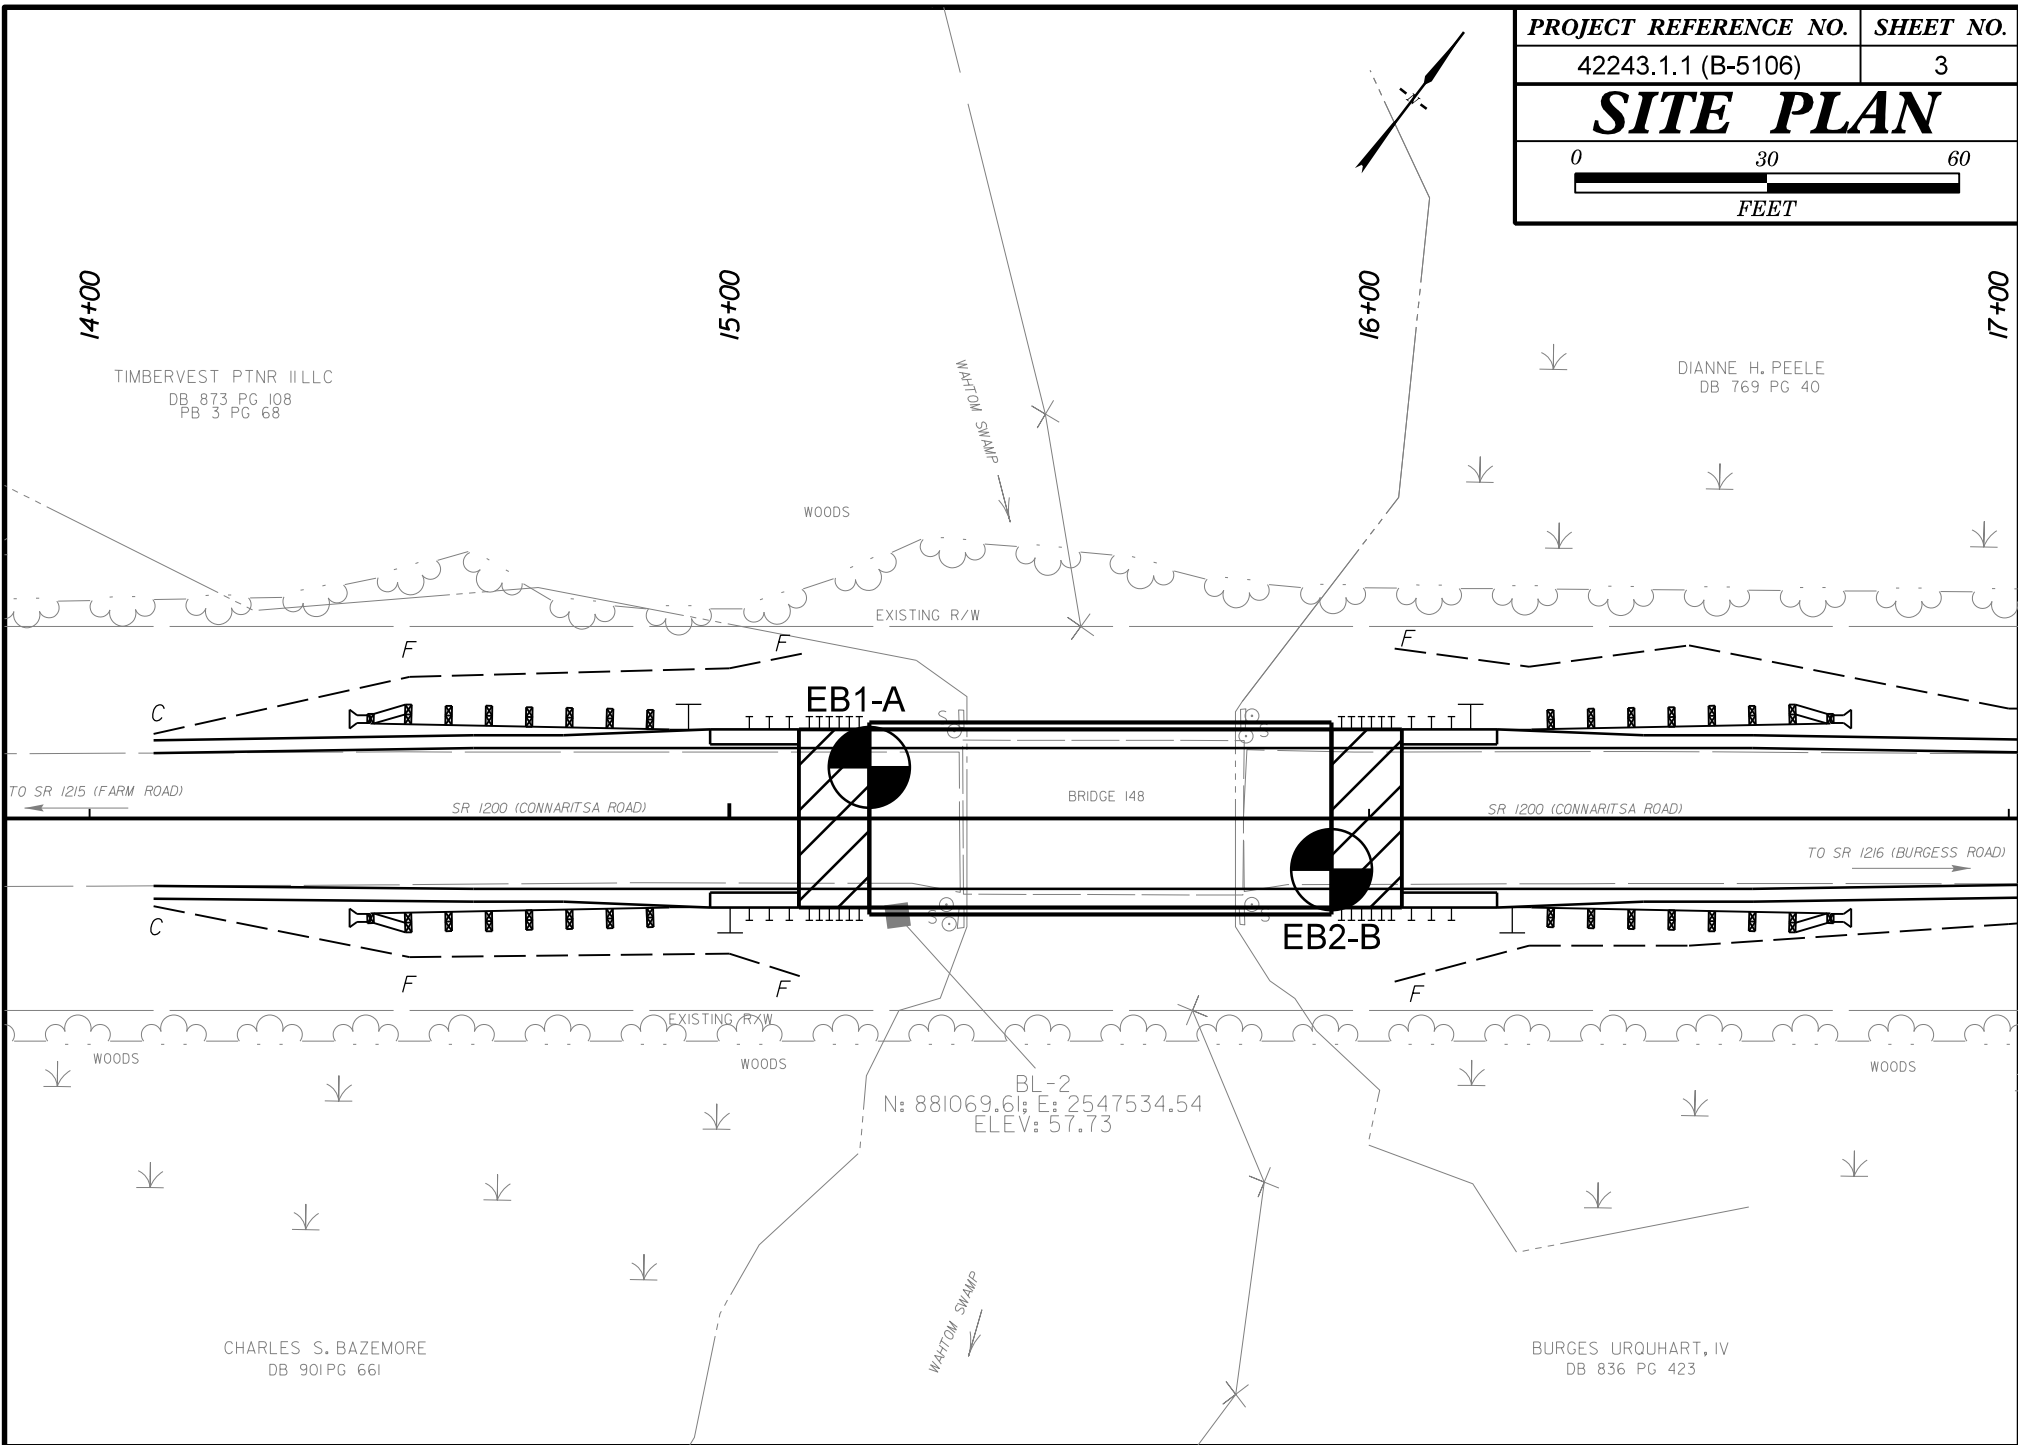 PROJECT REFERENCE NO. SHEET NO.
42243.1.1 (B-5106) 3
SITE PLAN
0 30 60
FEET
N
14+00
15+00
16+00
17+00
TIMBERVEST PTNR II LLC
DB 873 PG 108
PB 3 PG 68
WAHTOM SWAMP
DIANNE H. PEELE
DB 769 PG 40
WOODS
EXISTING R/W
F
F
F
C
EB1-A
S
S
TO SR 1215 (FARM ROAD)
SR 1200 (CONNARITSA ROAD)
BRIDGE 148
SR 1200 (CONNARITSA ROAD)
TO SR 1216 (BURGESS ROAD)
C
S
S
EB2-B
F
F
F
EXISTING R/W
WOODS
WOODS
WOODS
BL-2
N: 881069.61; E: 2547534.54
ELEV: 57.73
WAHTOM SWAMP
CHARLES S. BAZEMORE
DB 901 PG 661
BURGES URQUHART, IV
DB 836 PG 423